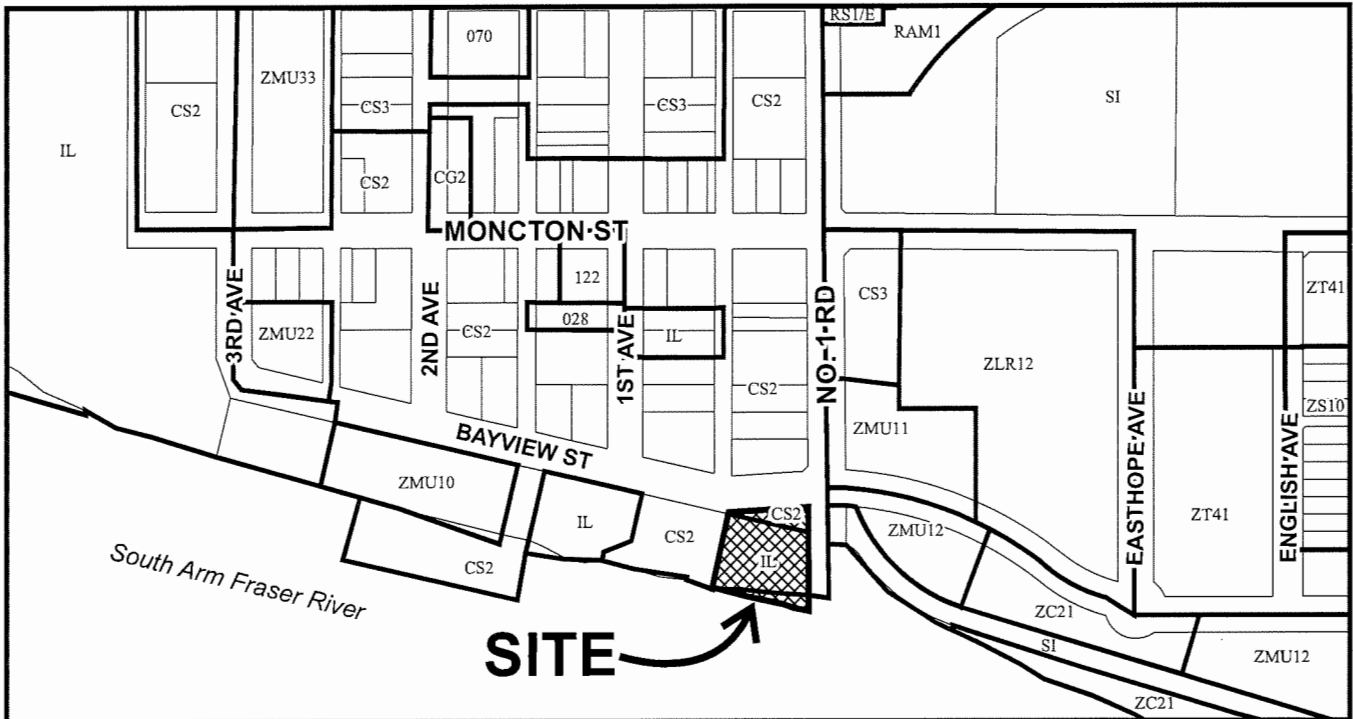 RS1/E
070
RAM1
ZMU33
SI
CS2
CS3
CS3
CS2
IL
CS2
CG2
MONCTON ST
122
CS3
ZT41
3RD AVE
2ND AVE
028
1ST AVE
IL
NO. 1 RD
ZMU22
CS2
ZLR12
CS2
EASTHOPE AVE
ENGLISH AVE
ZS10
ZMU11
BAYVIEW ST
ZMU10
IL
CS2
CS2
ZMU12
ZT41
CS2
IL
South Arm Fraser River
SITE
ZC21
SI
ZMU12
ZC21